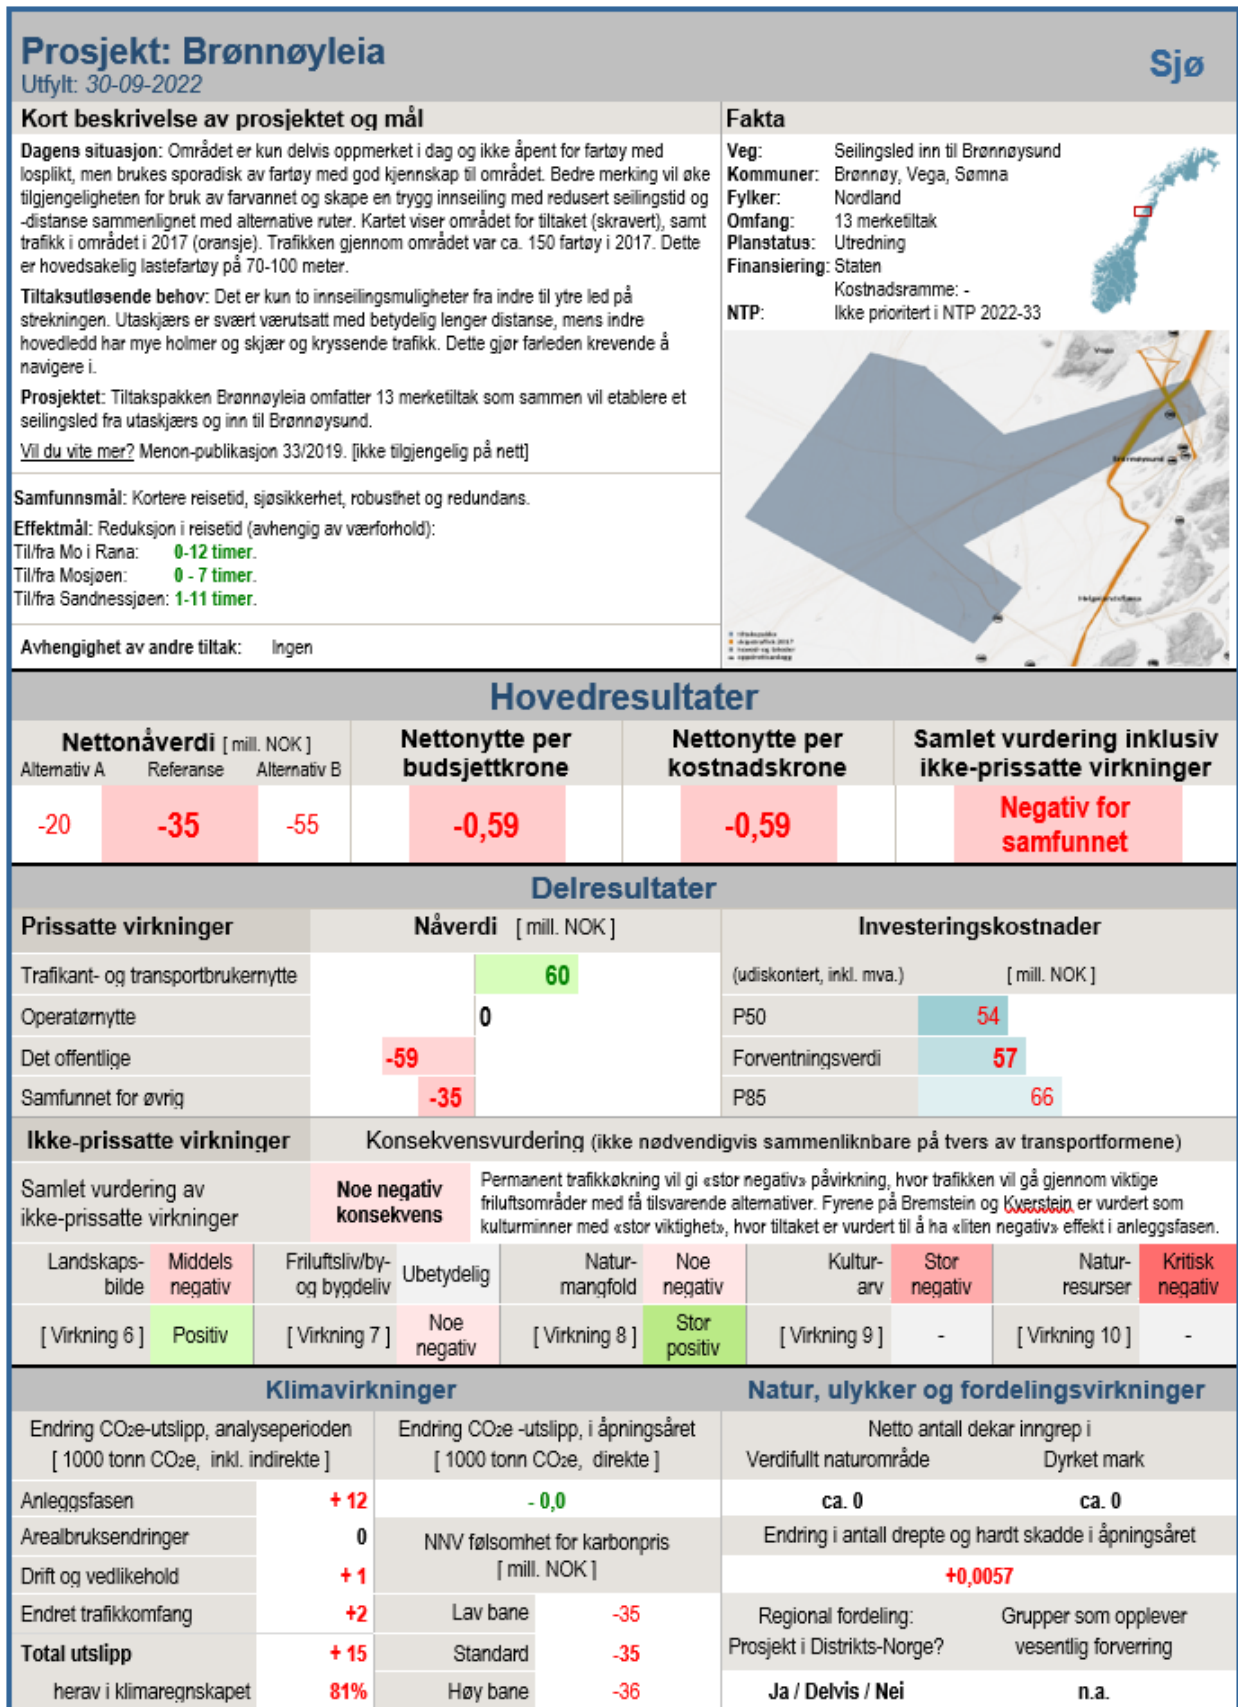 Prosjekt: Brønnøyleia
Utfylt: 30-09-2022
Sjø
Kort beskrivelse av prosjektet og mål
Dagens situasjon: Området er kun delvis oppmerket i dag og ikke åpent for fartøy med
losplikt, men brukes sporadisk av fartøy med god kjennskap til området. Bedre merking vil øke
tilgjengeligheten for bruk av farvannet og skape en trygg innseiling med redusert seilingstid og
-distanse sammenlignet med alternative ruter. Kartet viser området for tiltaket (skravert), samt
trafikk i området i 2017 (oransje). Trafikken gjennom området var ca. 150 fartøy i 2017. Dette
er hovedsakelig lastefartøy på 70-100 meter.
Tiltaksutløsende behov: Det er kun to innseilingsmuligheter fra indre til ytre led på
strekningen. Utaskjærs er svært værutsatt med betydelig lenger distanse, mens indre
hovedledd har mye holmer og skjær og kryssende trafikk. Dette gjør farleden krevende å
navigere i.
Prosjektet: Tiltakspakken Brønnøyleia omfatter 13 merketiltak som sammen vil etablere et
seilingsled fra utaskjærs og inn til Brønnøysund.
Vil du vite mer? Menon-publikasjon 33/2019. [ikke tilgjengelig på nett]
Samfunnsmål: Kortere reisetid, sjøsikkerhet, robusthet og redundans.
Effektmål: Reduksjon i reisetid (avhengig av værforhold):
Til/fra Mo i Rana: 0-12 timer.
Til/fra Mosjøen: 0 - 7 timer.
Til/fra Sandnessjøen: 1-11 timer.
Avhengighet av andre tiltak: Ingen
Fakta
Veg: Seilingsled inn til Brønnøysund
Kommuner: Brønnøy, Vega, Sømna
Fylker: Nordland
Omfang: 13 merketiltak
Planstatus: Utredning
Finansiering: Staten
Kostnadsramme: -
NTP: Ikke prioritert i NTP 2022-33
Vega
Brønnøysund
Hovedresultater
Nettonåverdi [ mill. NOK ]
Alternativ A Referanse Alternativ B
-20 -35 -55
Nettonytte per
budsjettkrone
-0,59
Nettonytte per
kostnadskrone
-0,59
Samlet vurdering inklusiv
ikke-prissatte virkninger
Negativ for
samfunnet
Delresultater
Prissatte virkninger Nåverdi [ mill. NOK ]
Trafikant- og transportbrukernytte 60
Operatørnytte 0
Det offentlige -59
Samfunnet for øvrig -35
Investeringskostnader
(udiskontert, inkl. mva.) [ mill. NOK ]
P50 54
Forventningsverdi 57
P85 66
Ikke-prissatte virkninger Konsekvensvurdering (ikke nødvendigvis sammenliknbare på tvers av transportformene)
Samlet vurdering av
ikke-prissatte virkninger
Noe negativ
konsekvens
Permanent trafikkøkning vil gi «stor negativ» påvirkning, hvor trafikken vil gå gjennom viktige
friluftsområder med få tilsvarende alternativer. Fyrene på Bremstein og Kverstein er vurdert som
kulturminner med «stor viktighet», hvor tiltaket er vurdert til å ha «liten negativ» effekt i anleggsfasen.
Landskaps-
bilde
Middels
negativ
Friluftsliv/by-
og bygdeliv
Ubetydelig
Natur-
mangfold
Noe
negativ
Kultur-
arv
Stor
negativ
Natur-
resurser
Kritisk
negativ
[ Virkning 6 ] Positiv
[ Virkning 7 ]
Noe
negativ
[ Virkning 8 ]
Stor
positiv
[ Virkning 9 ] -
[ Virkning 10 ] -
Klimavirkninger
Endring CO2e-utslipp, analyseperioden
[ 1000 tonn CO2e, inkl. indirekte ]
Anleggsfasen + 12
Arealbruksendringer 0
Drift og vedlikehold + 1
Endret trafikkomfang +2
Total utslipp + 15
herav i klimaregnskapet 81%
Endring CO2e -utslipp, i åpningsåret
[ 1000 tonn CO2e, direkte ]
- 0,0
NNV følsomhet for karbonpris
[ mill. NOK ]
Lav bane -35
Standard -35
Høy bane -36
Natur, ulykker og fordelingsvirkninger
Netto antall dekar inngrep i
Verdifullt naturområde Dyrket mark
ca. 0 ca. 0
Endring i antall drepte og hardt skadde i åpningsåret
+0,0057
Regional fordeling:
Prosjekt i Distrikts-Norge?
Ja / Delvis / Nei
Grupper som opplever
vesentlig forverring
n.a.